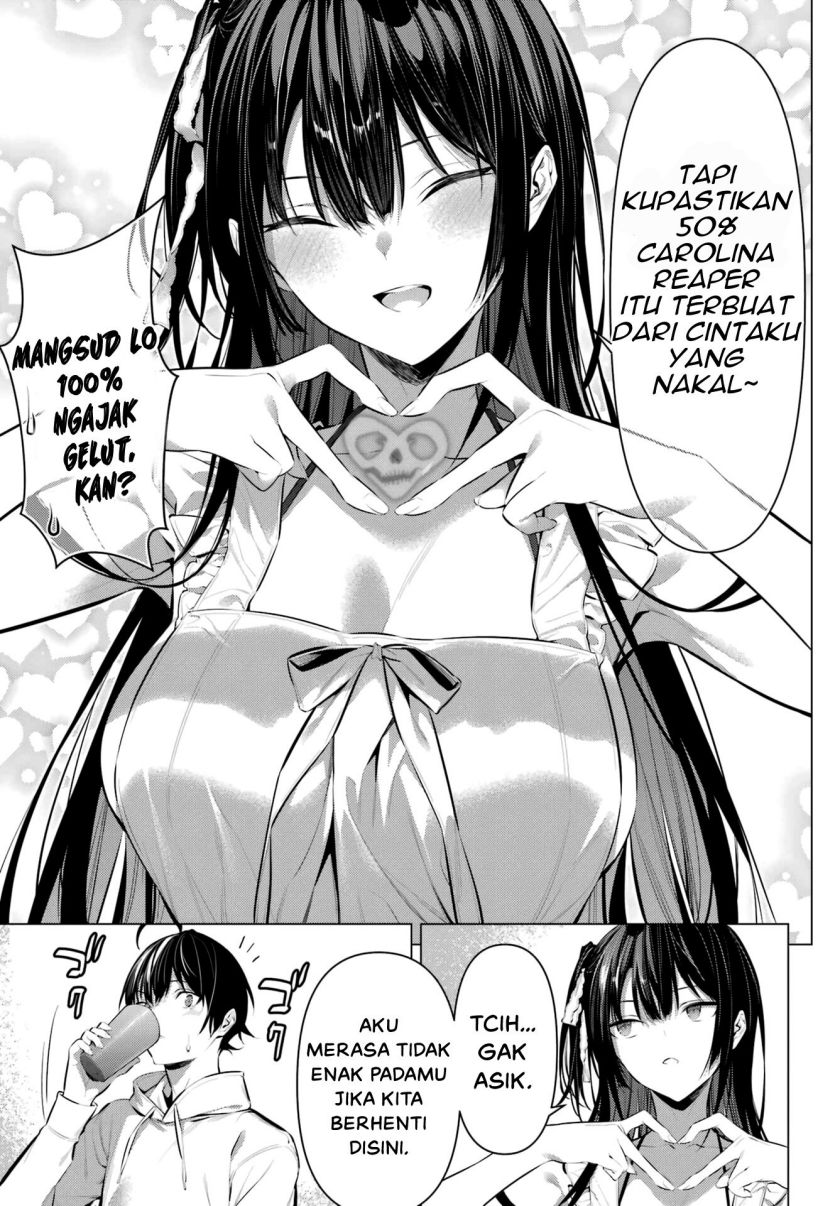 TAPI
KUPASTIKAN
50%
CAROLINA
REAPER
ITU TERBUAT
DARI CINTAKU
YANG
NAKAL~
MANGSUD LO
100%
NGAJAK
GELUT,
KAN?
TCIH...
GAK
ASIK.
AKU
MERASA TIDAK
ENAK PADAMU
JIKA KITA
BERHENTI
DISINI.
ゴク
ゴク